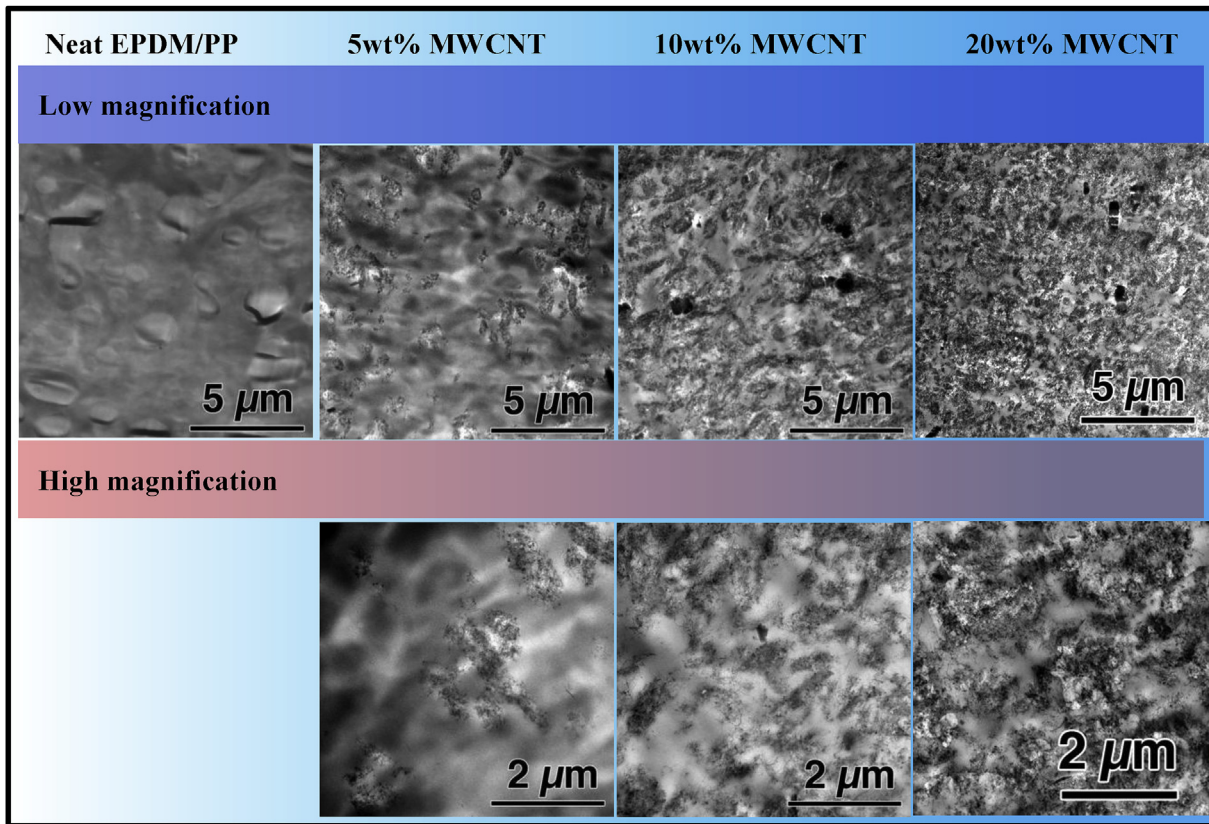 Neat EPDM/PP 5wt% MWCNT 10wt% MWCNT 20wt% MWCNT
Low magnification
5 μm 5 μm 5 μm 5 μm
High magnification
2 μm 2 μm 2 μm